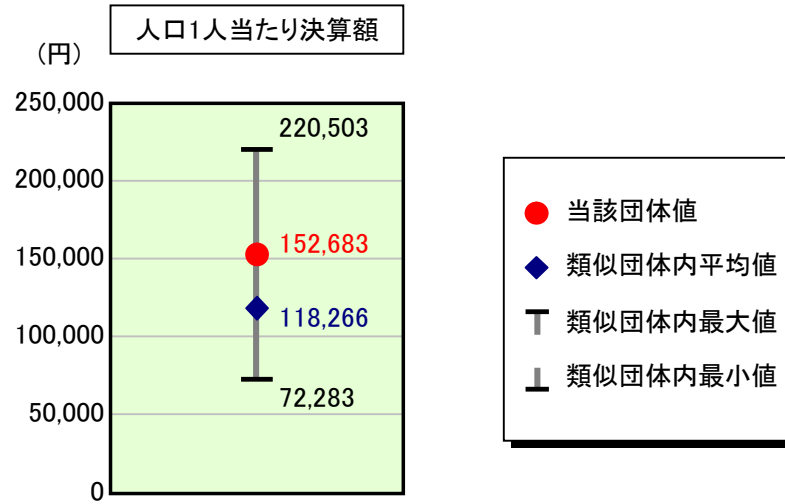 人口1人当たり決算額
（円）
250,000
200,000
150,000
100,000
50,000
0
220,503
152,683
118,266
72,283
当該団体値
類似団体内平均値
類似団体内最大値
類似団体内最小値